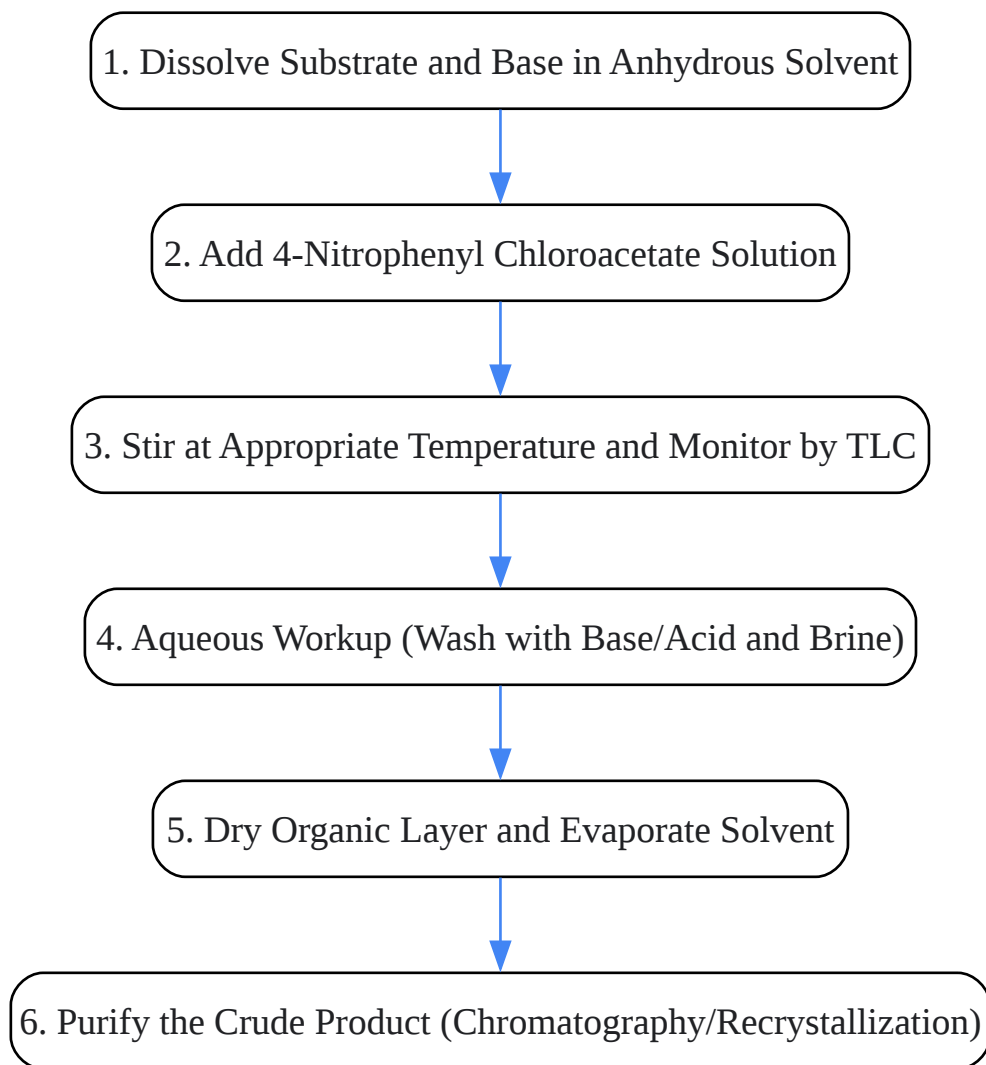 1. Dissolve Substrate and Base in Anhydrous Solvent
2. Add 4-Nitrophenyl Chloroacetate Solution
3. Stir at Appropriate Temperature and Monitor by TLC
4. Aqueous Workup (Wash with Base/Acid and Brine)
5. Dry Organic Layer and Evaporate Solvent
6. Purify the Crude Product (Chromatography/Recrystallization)